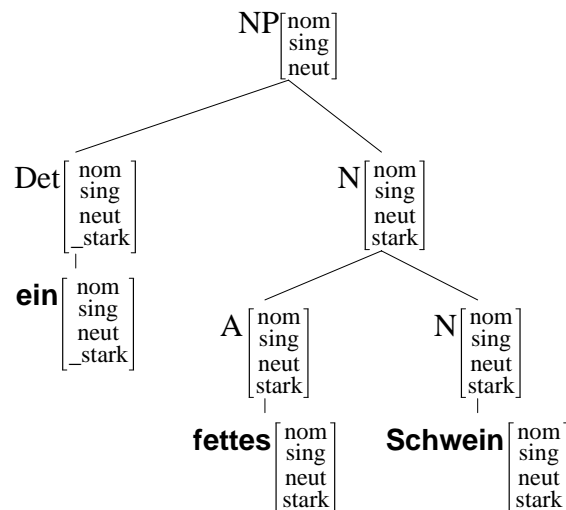 NP [nom
sing
neut]
Det [nom
sing
neut
_stark]
N [nom
sing
neut
stark]
ein [nom
sing
neut
_stark]
A [nom
sing
neut
stark]
N [nom
sing
neut
stark]
fettes [nom
sing
neut
stark]
Schwein [nom
sing
neut
stark]